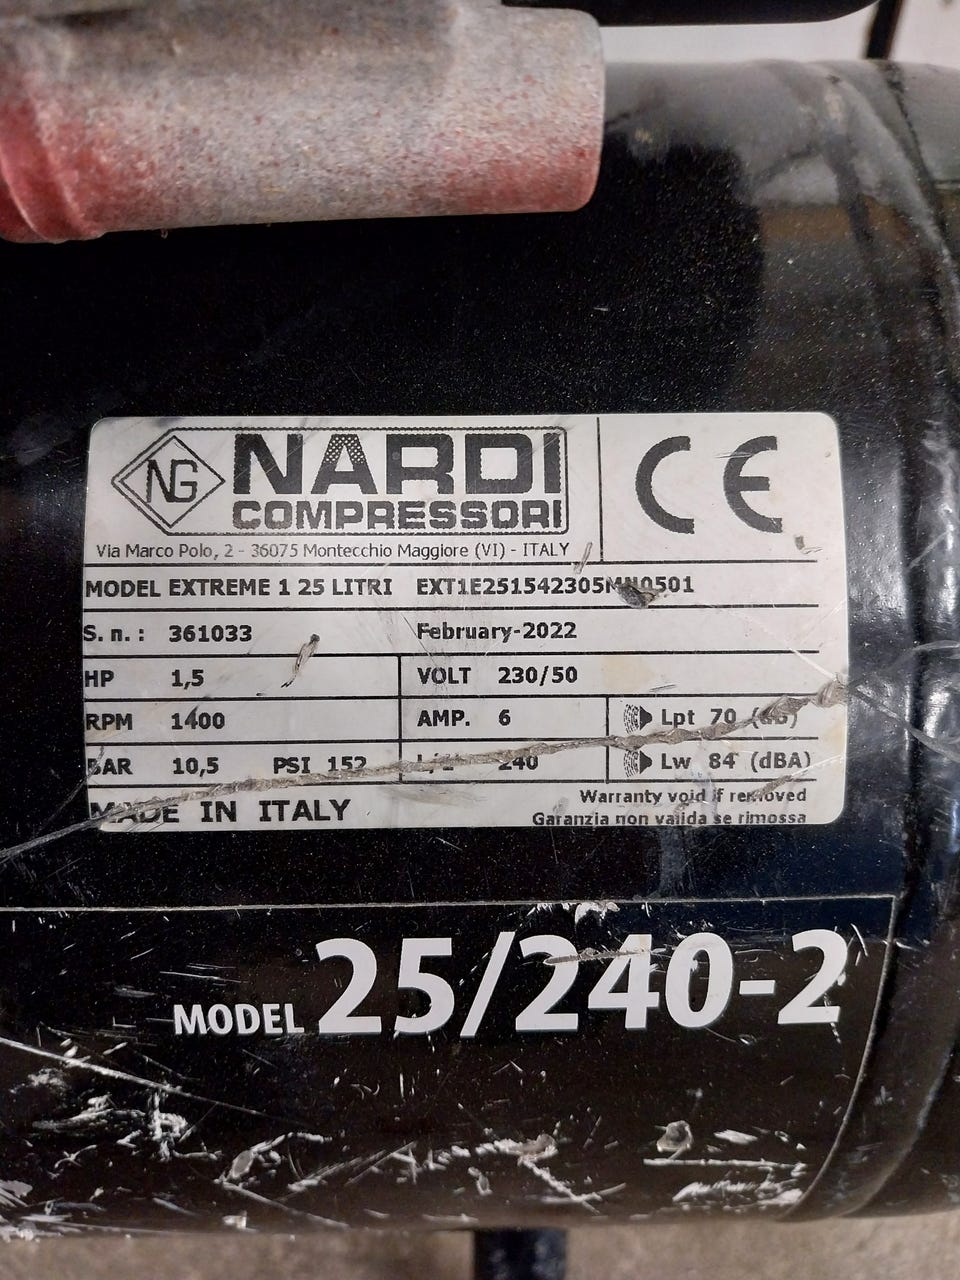 NG NARDI
COMPRESSORI
CE
Via Marco Polo, 2 - 36075 Montecchio Maggiore (VI) - ITALY
MODEL EXTREME 1 25 LITRI
S. n. : 361033 February-2022
HP 1,5 VOLT 230/50
RPM 1400 AMP. 6 Lpt 70 (dB)
BAR 10,5 PSI 152 240 Lw 84 (dBA)
MADE IN ITALY
Warranty void if removed
Garanzia non valida se rimossa
MODEL 25/240-2